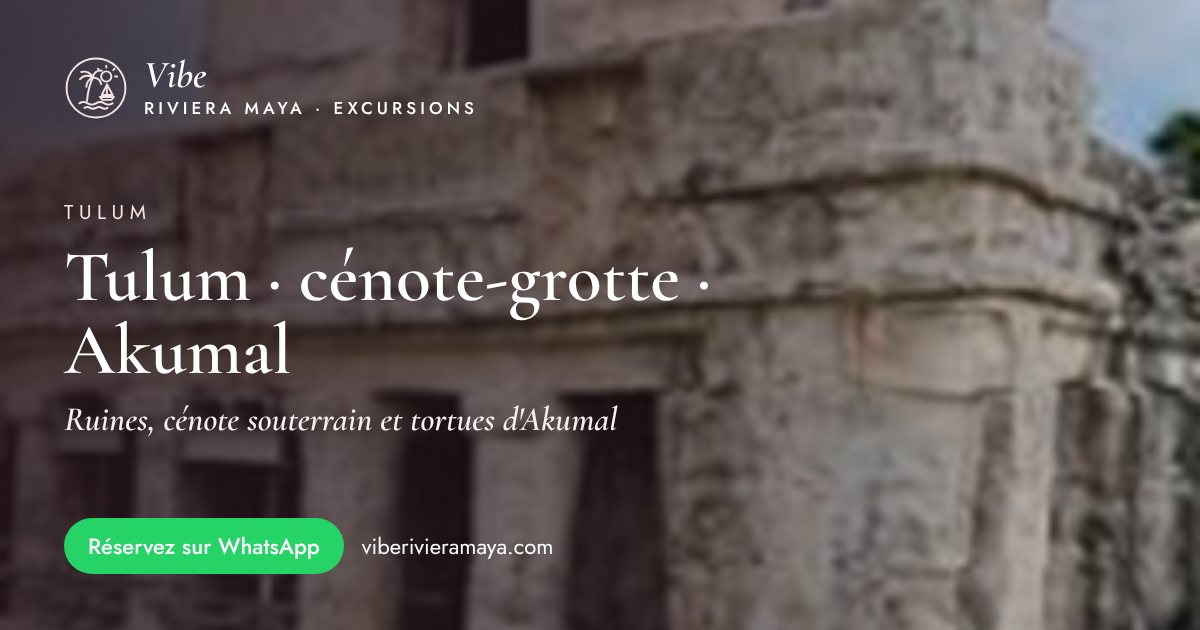 Vibe
RIVIERA MAYA · EXCURSIONS
TULUM
Tulum · cénote-grotte ·
Akumal
Ruines, cénote souterrain et tortues d'Akumal
Réservez sur WhatsApp viberivieramaya.com